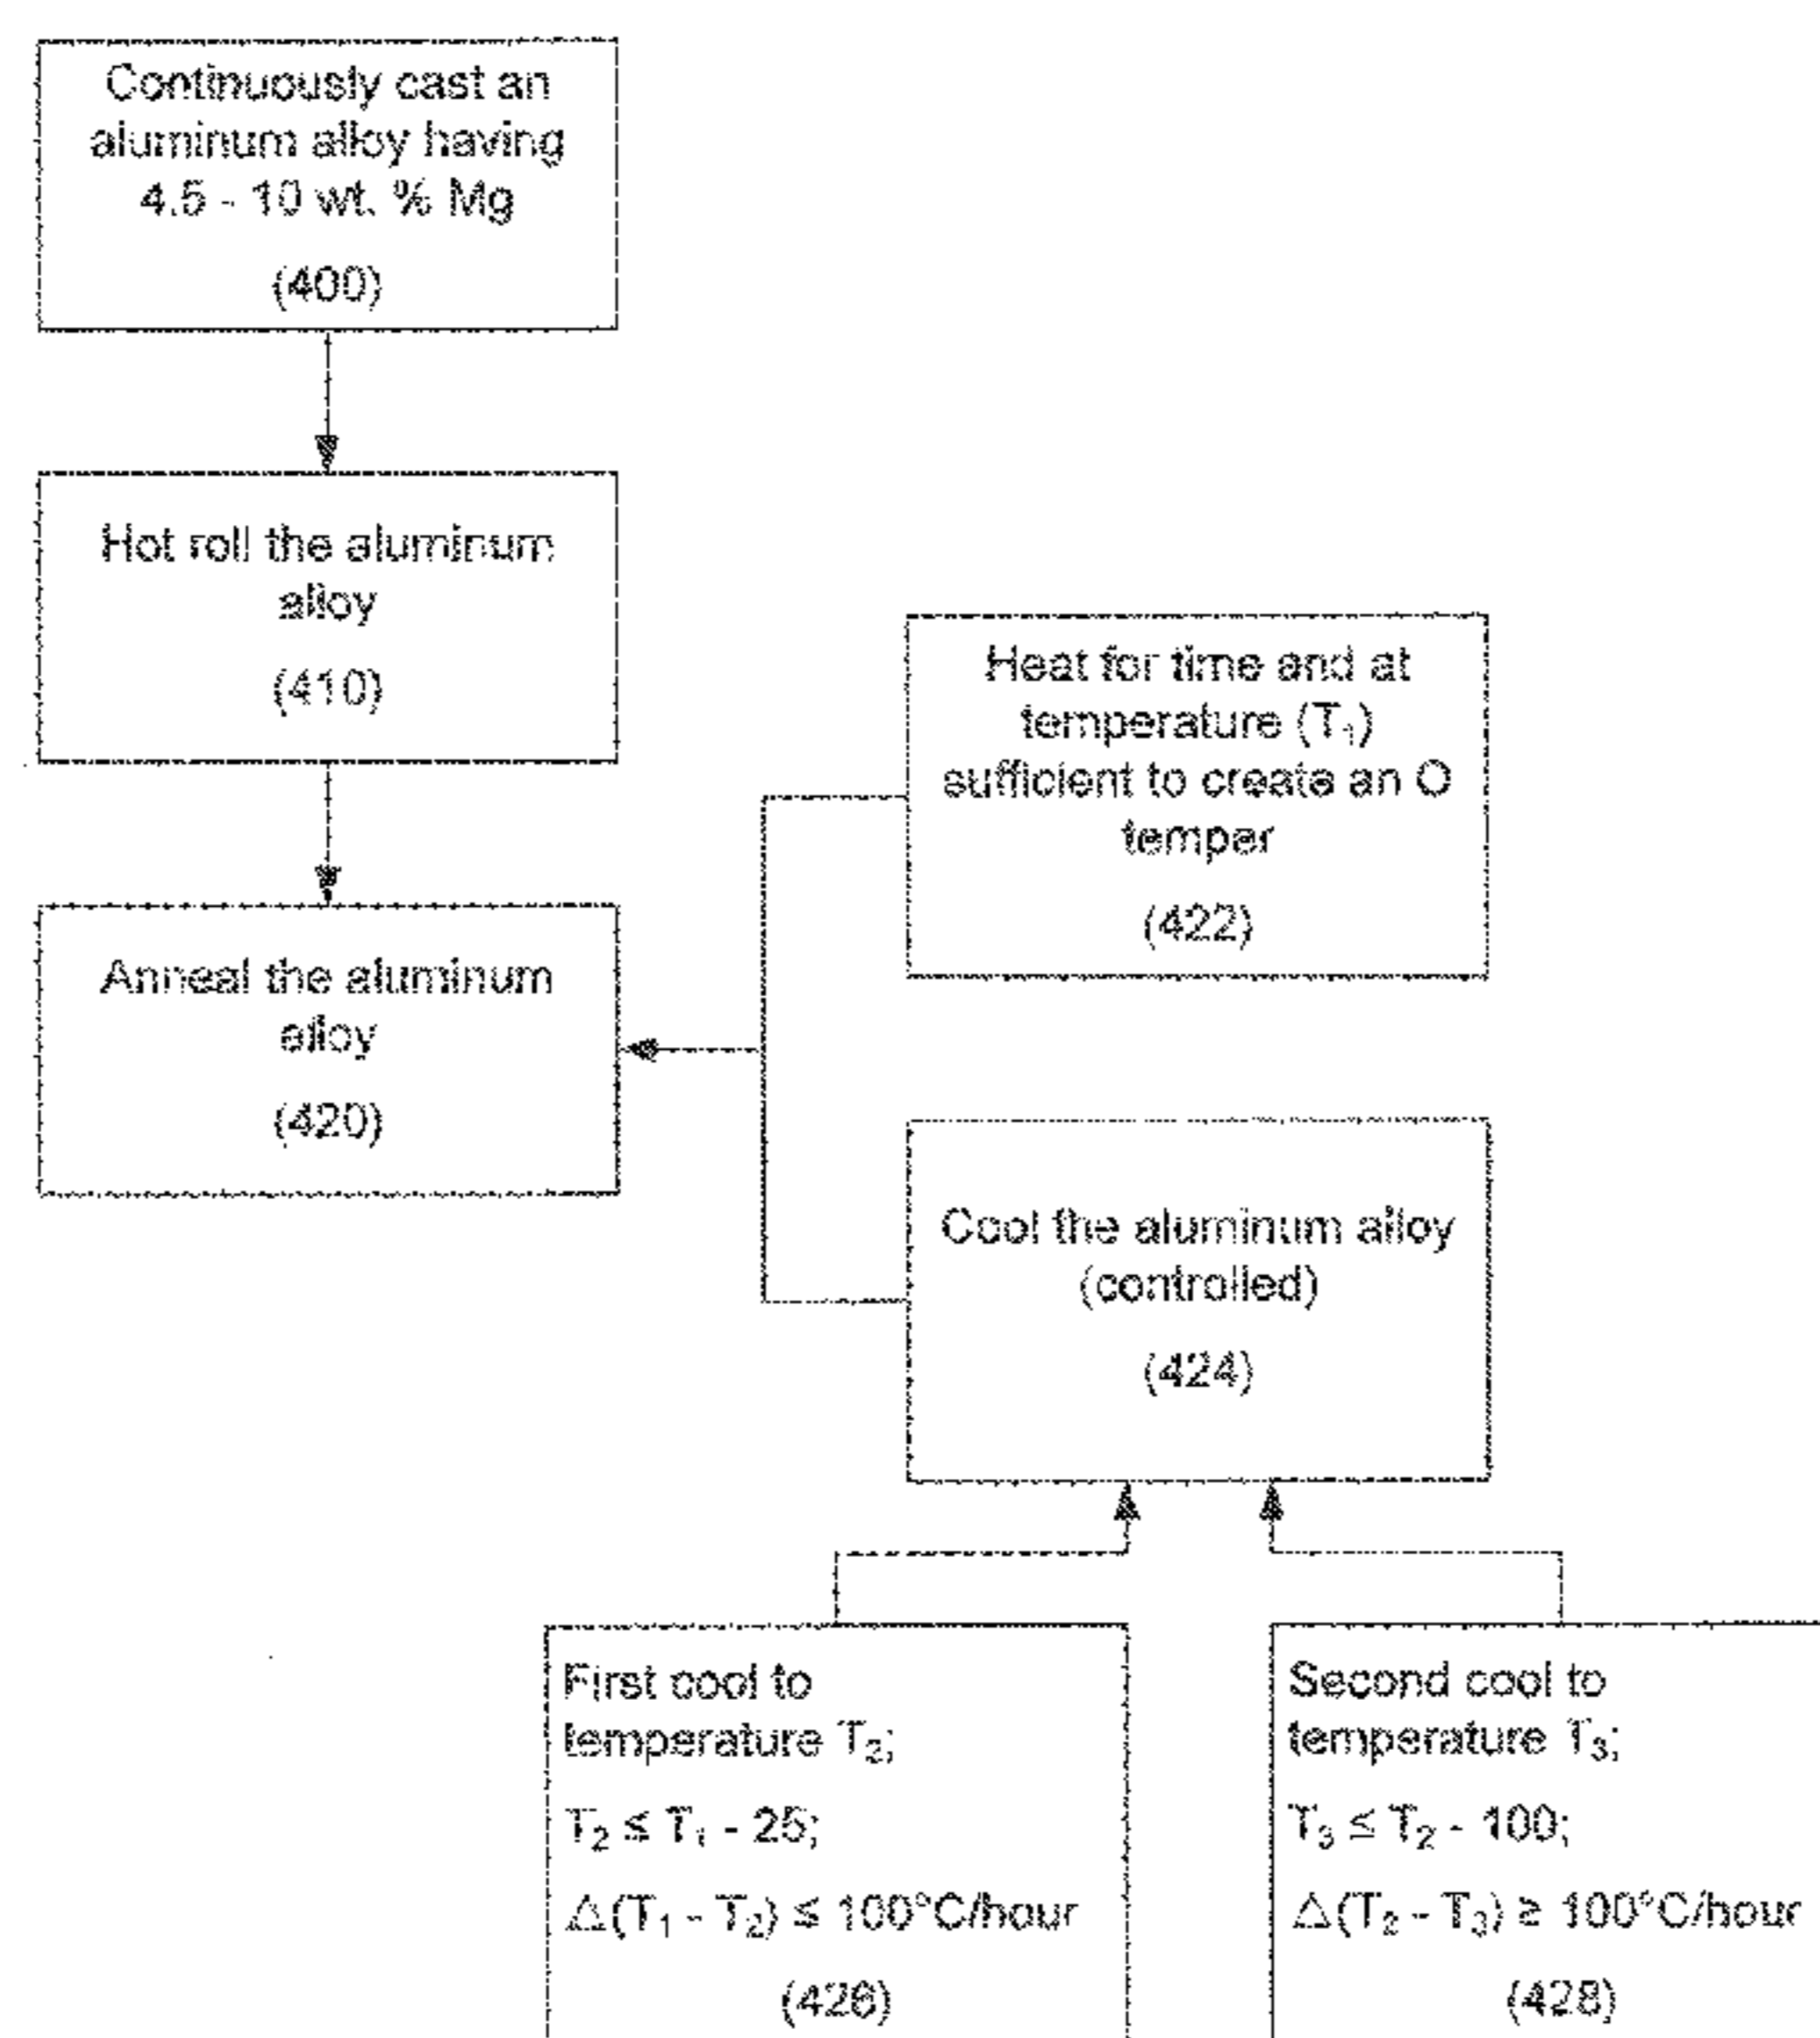 Continuously cast an
aluminum alloy having
4.5 - 10 wt. % Mg
(400)
Hot roll the aluminum
alloy
(410)
Anneal the aluminum
alloy
(420)
Heat for time and at
temperature (T₁)
sufficient to create an O
temper
(422)
Cool the aluminum alloy
(controlled)
(424)
First cool to
temperature T₂;
T₂ ≤ T₁ - 25;
△(T₁ - T₂) ≤ 100°C/hour
(426)
Second cool to
temperature T₃;
T₃ ≤ T₂ - 100;
△(T₂ - T₃) ≥ 100°C/hour
(428)